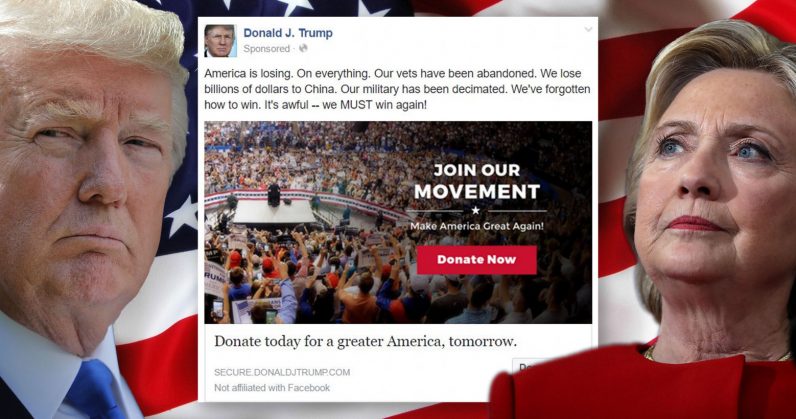 Donald J. Trump
Sponsored ·
America is losing. On everything. Our vets have been abandoned. We lose
billions of dollars to China. Our military has been decimated. We've forgotten
how to win. It's awful -- we MUST win again!
JOIN OUR
MOVEMENT
Make America Great Again!
Donate Now
TRUMP
Donate today for a greater America, tomorrow.
SECURE.DONALDJTRUMP.COM
Not affiliated with Facebook